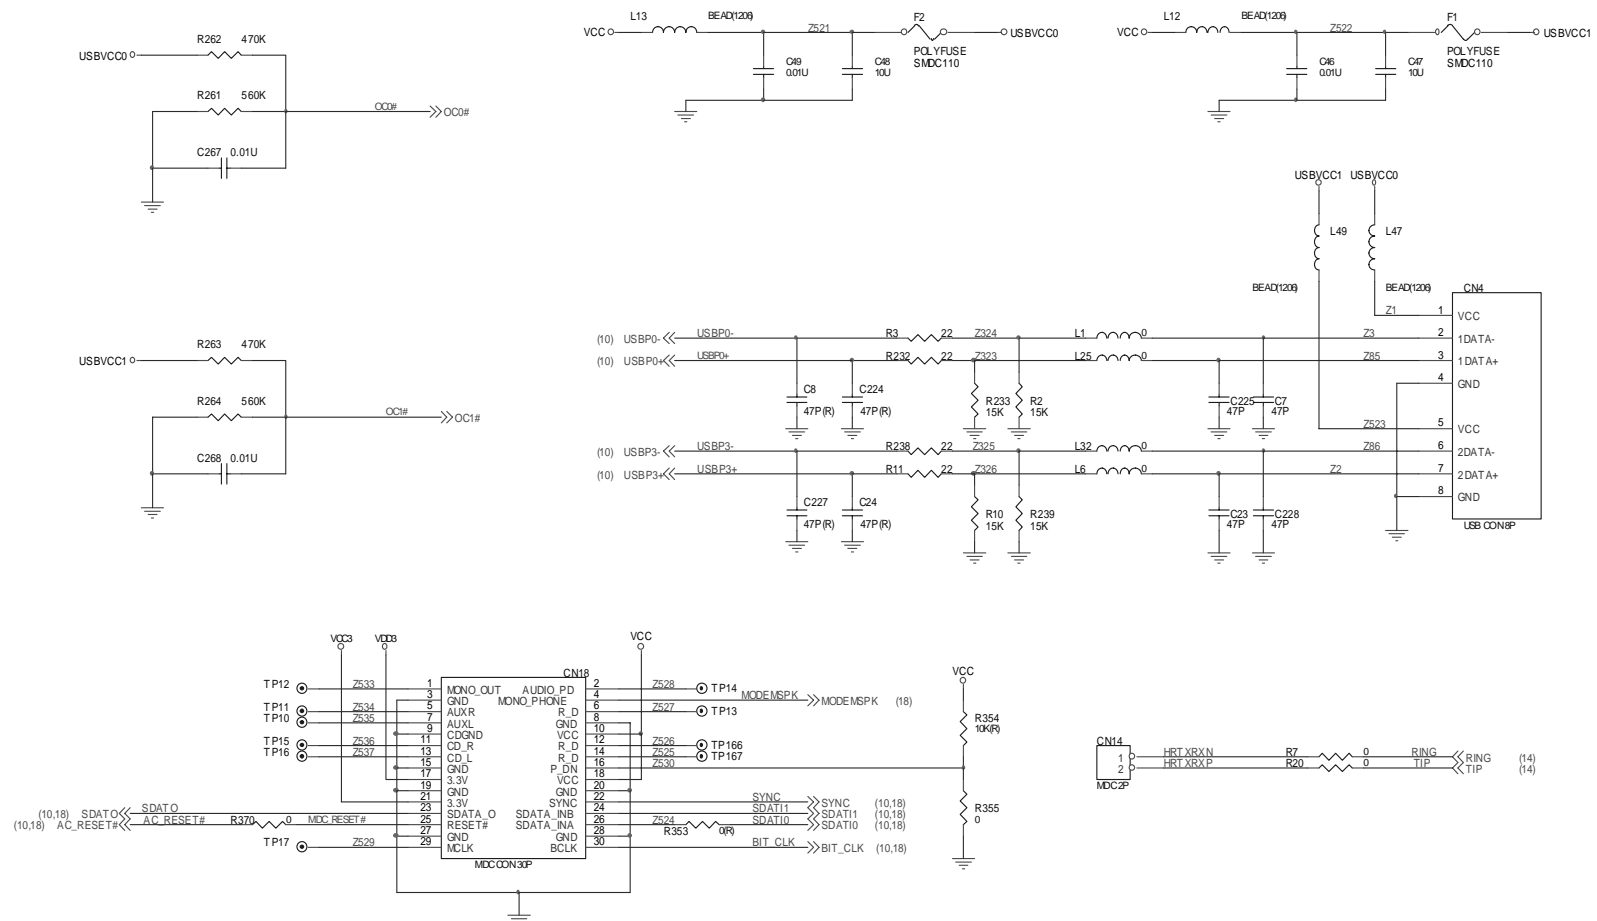 L13 BEAD(1206) Z521 F2
VCC USBVCC0
POLYFUSE
SMDC110
C49 0.01U
C48 10U
L12 BEAD(1206) Z522 F1
VCC USBVCC1
POLYFUSE
SMDC110
C46 0.01U
C47 10U
R262 470K
USBVCC0
R261 560K
OC0# OC0#
C267 0.01U
R263 470K
USBVCC1
R264 560K
OC1# OC1#
C268 0.01U
USBVCC1 USBVCC0
L49 L47
BEAD(1206) BEAD(1206)
CN4
Z1 1 VCC
(10) USBP0- USBP0- R3 22 Z324 L1 0 Z3 2 1DATA-
(10) USBP0+ USBP0+ R232 22 Z323 L25 0 Z85 3 1DATA+
4 GND
C8 47P(R)
C224 47P(R)
R233 15K
R2 15K
C225 47P
C7 47P
Z523 5 VCC
(10) USBP3- USBP3- R238 22 Z325 L32 0 Z86 6 2DATA-
(10) USBP3+ USBP3+ R11 22 Z326 L6 0 Z2 7 2DATA+
8 GND
C227 47P(R)
C24 47P(R)
R10 15K
R239 15K
C23 47P
C228 47P
USB CON8P
VCC3 VDD3 VCC
CN18
TP12 Z533 1 MONO_OUT AUDIO_PD 2 Z528 TP14
3 GND MONO_PHONE 4 MODEMSPK MODEMSPK (18)
TP11 Z534 5 AUXR R_D 6 Z527 TP13
TP10 Z535 7 AUXL GND 8
9 CDGND VCC 10
TP15 Z536 11 CD_R R_D 12 Z526 TP166
TP16 Z537 13 CD_L R_D 14 Z525 TP167
15 GND P_DN 16 Z530
17 3.3V VCC 18
19 GND GND 20
21 3.3V SYNC 22 SYNC SYNC (10,18)
(10,18) SDATO SDATO 23 SDATA_O SDATA_INB 24 SDATI1 SDATI1 (10,18)
(10,18) AC_RESET# AC_RESET# R370 0 MDC_RESET# 25 RESET# SDATA_INA 26 Z524 R353 0(R) SDATI0 SDATI0 (10,18)
27 GND GND 28
TP17 Z529 29 MCLK BCLK 30 BIT_CLK BIT_CLK (10,18)
MDC CON 30P
VCC
R354
10K(R)
R355
0
CN14
1 HRTXRXN R7 0 RING RING (14)
2 HRTXRXP R20 0 TIP TIP (14)
MDC2P